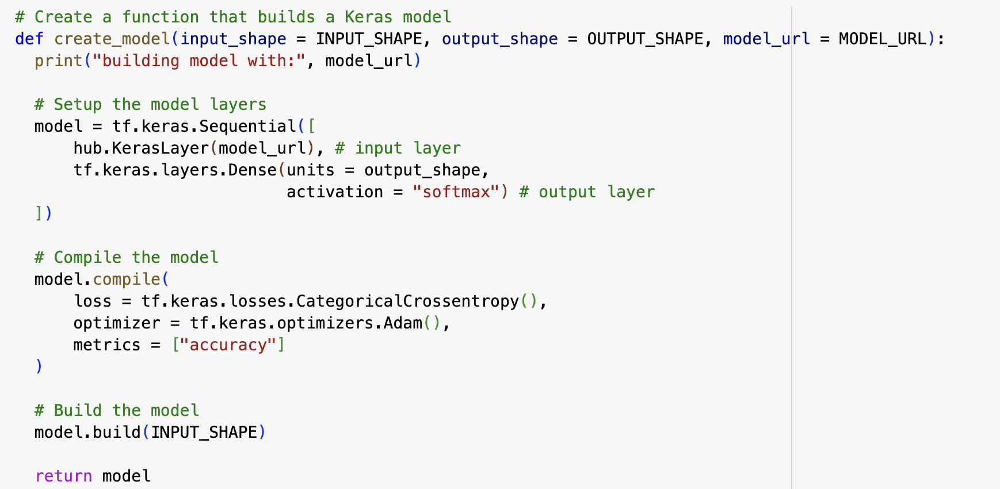 # Create a function that builds a Keras model
def create_model(input_shape = INPUT_SHAPE, output_shape = OUTPUT_SHAPE, model_url = MODEL_URL):
  print("building model with:", model_url)

  # Setup the model layers
  model = tf.keras.Sequential([
      hub.KerasLayer(model_url), # input layer
      tf.keras.layers.Dense(units = output_shape,
                            activation = "softmax") # output layer
  ])

  # Compile the model
  model.compile(
      loss = tf.keras.losses.CategoricalCrossentropy(),
      optimizer = tf.keras.optimizers.Adam(),
      metrics = ["accuracy"]
  )

  # Build the model
  model.build(INPUT_SHAPE)

  return model